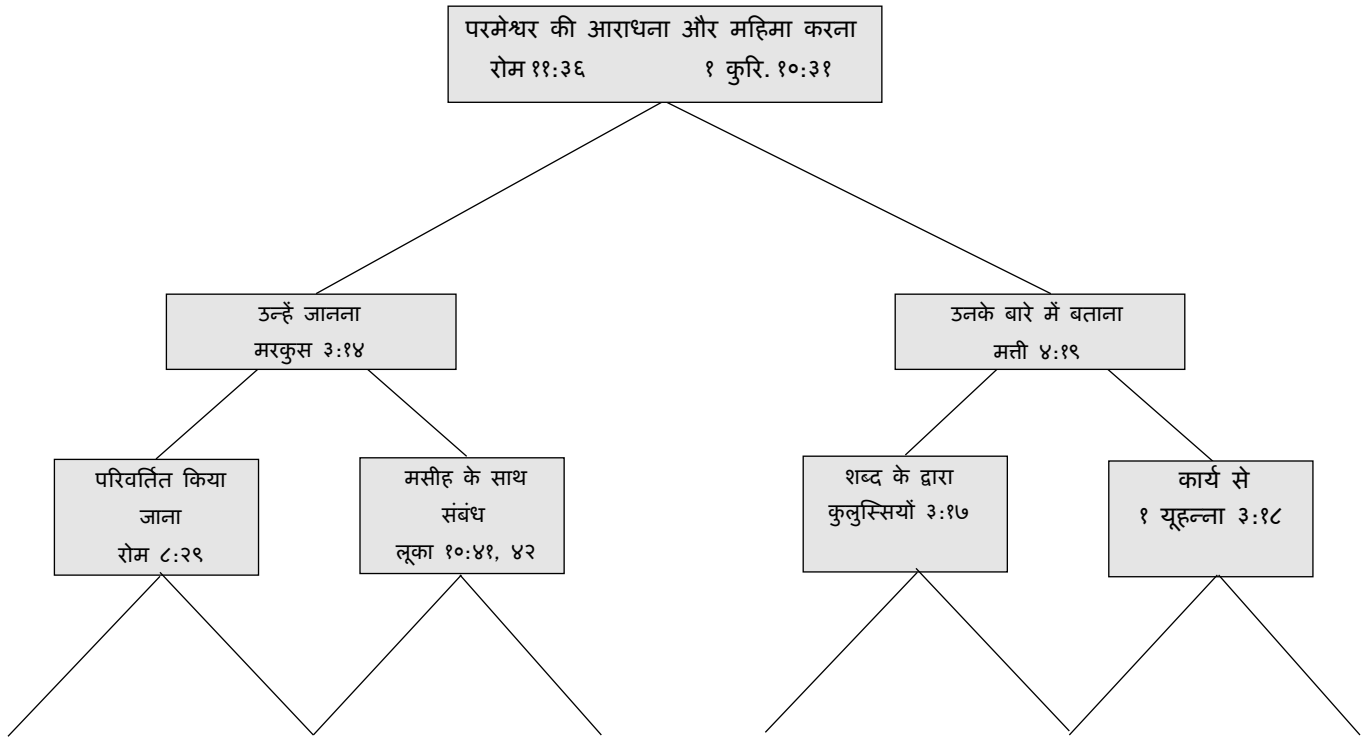 परमेश्वर की आराधना और महिमा करना
रोम ११:३६ १ कुरि. १०:३१
उन्हें जानना
मरकुस ३:१४
उनके बारे में बताना
मत्ती ४:१९
परिवर्तित किया
जाना
रोम ८:२९
मसीह के साथ
संबंध
लूका १०:४१, ४२
शब्द के द्वारा
कुलुस्सियों ३:१७
कार्य से
१ यूहन्ना ३:१८